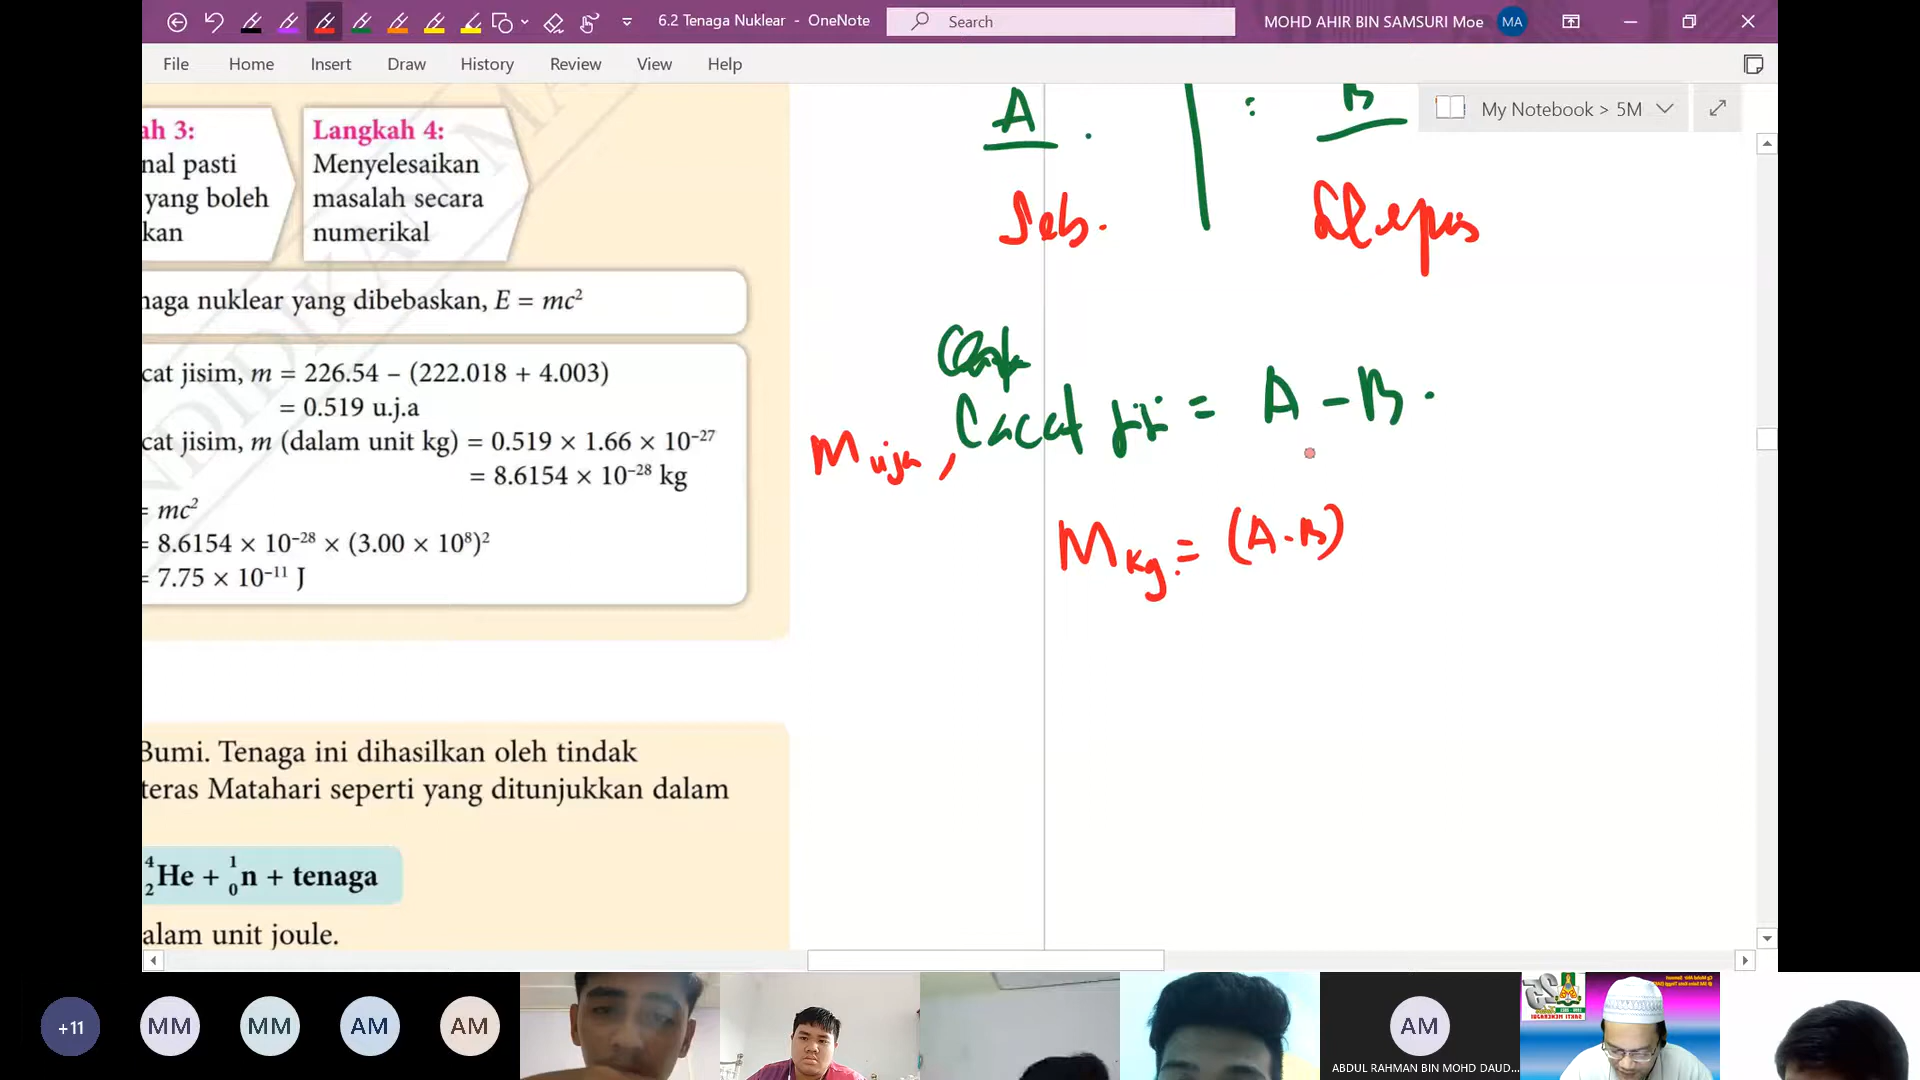 6.2 Tenaga Nuklear - OneNote
Search
MOHD AHIR BIN SAMSURI Moe
MA
File Home Insert Draw History Review View Help
My Notebook > 5M
ah 3:
nal pasti
yang boleh
kan
Langkah 4:
Menyelesaikan
masalah secara
numerikal
naga nuklear yang dibebaskan, E = mc²
cat jisim, m = 226.54 – (222.018 + 4.003)
= 0.519 u.j.a
cat jisim, m (dalam unit kg) = 0.519 × 1.66 × 10⁻²⁷
= 8.6154 × 10⁻²⁸ kg
= mc²
= 8.6154 × 10⁻²⁸ × (3.00 × 10⁸)²
= 7.75 × 10⁻¹¹ J
Bumi. Tenaga ini dihasilkan oleh tindak
teras Matahari seperti yang ditunjukkan dalam
⁴₂He + ¹₀n + tenaga
alam unit joule.
A : B
Seb. Slepas
Cacat jij = A - B.
M uja,
M kg = (A-B)
+11
MM
MM
AM
AM
AM
ABDUL RAHMAN BIN MOHD DAUD...
25